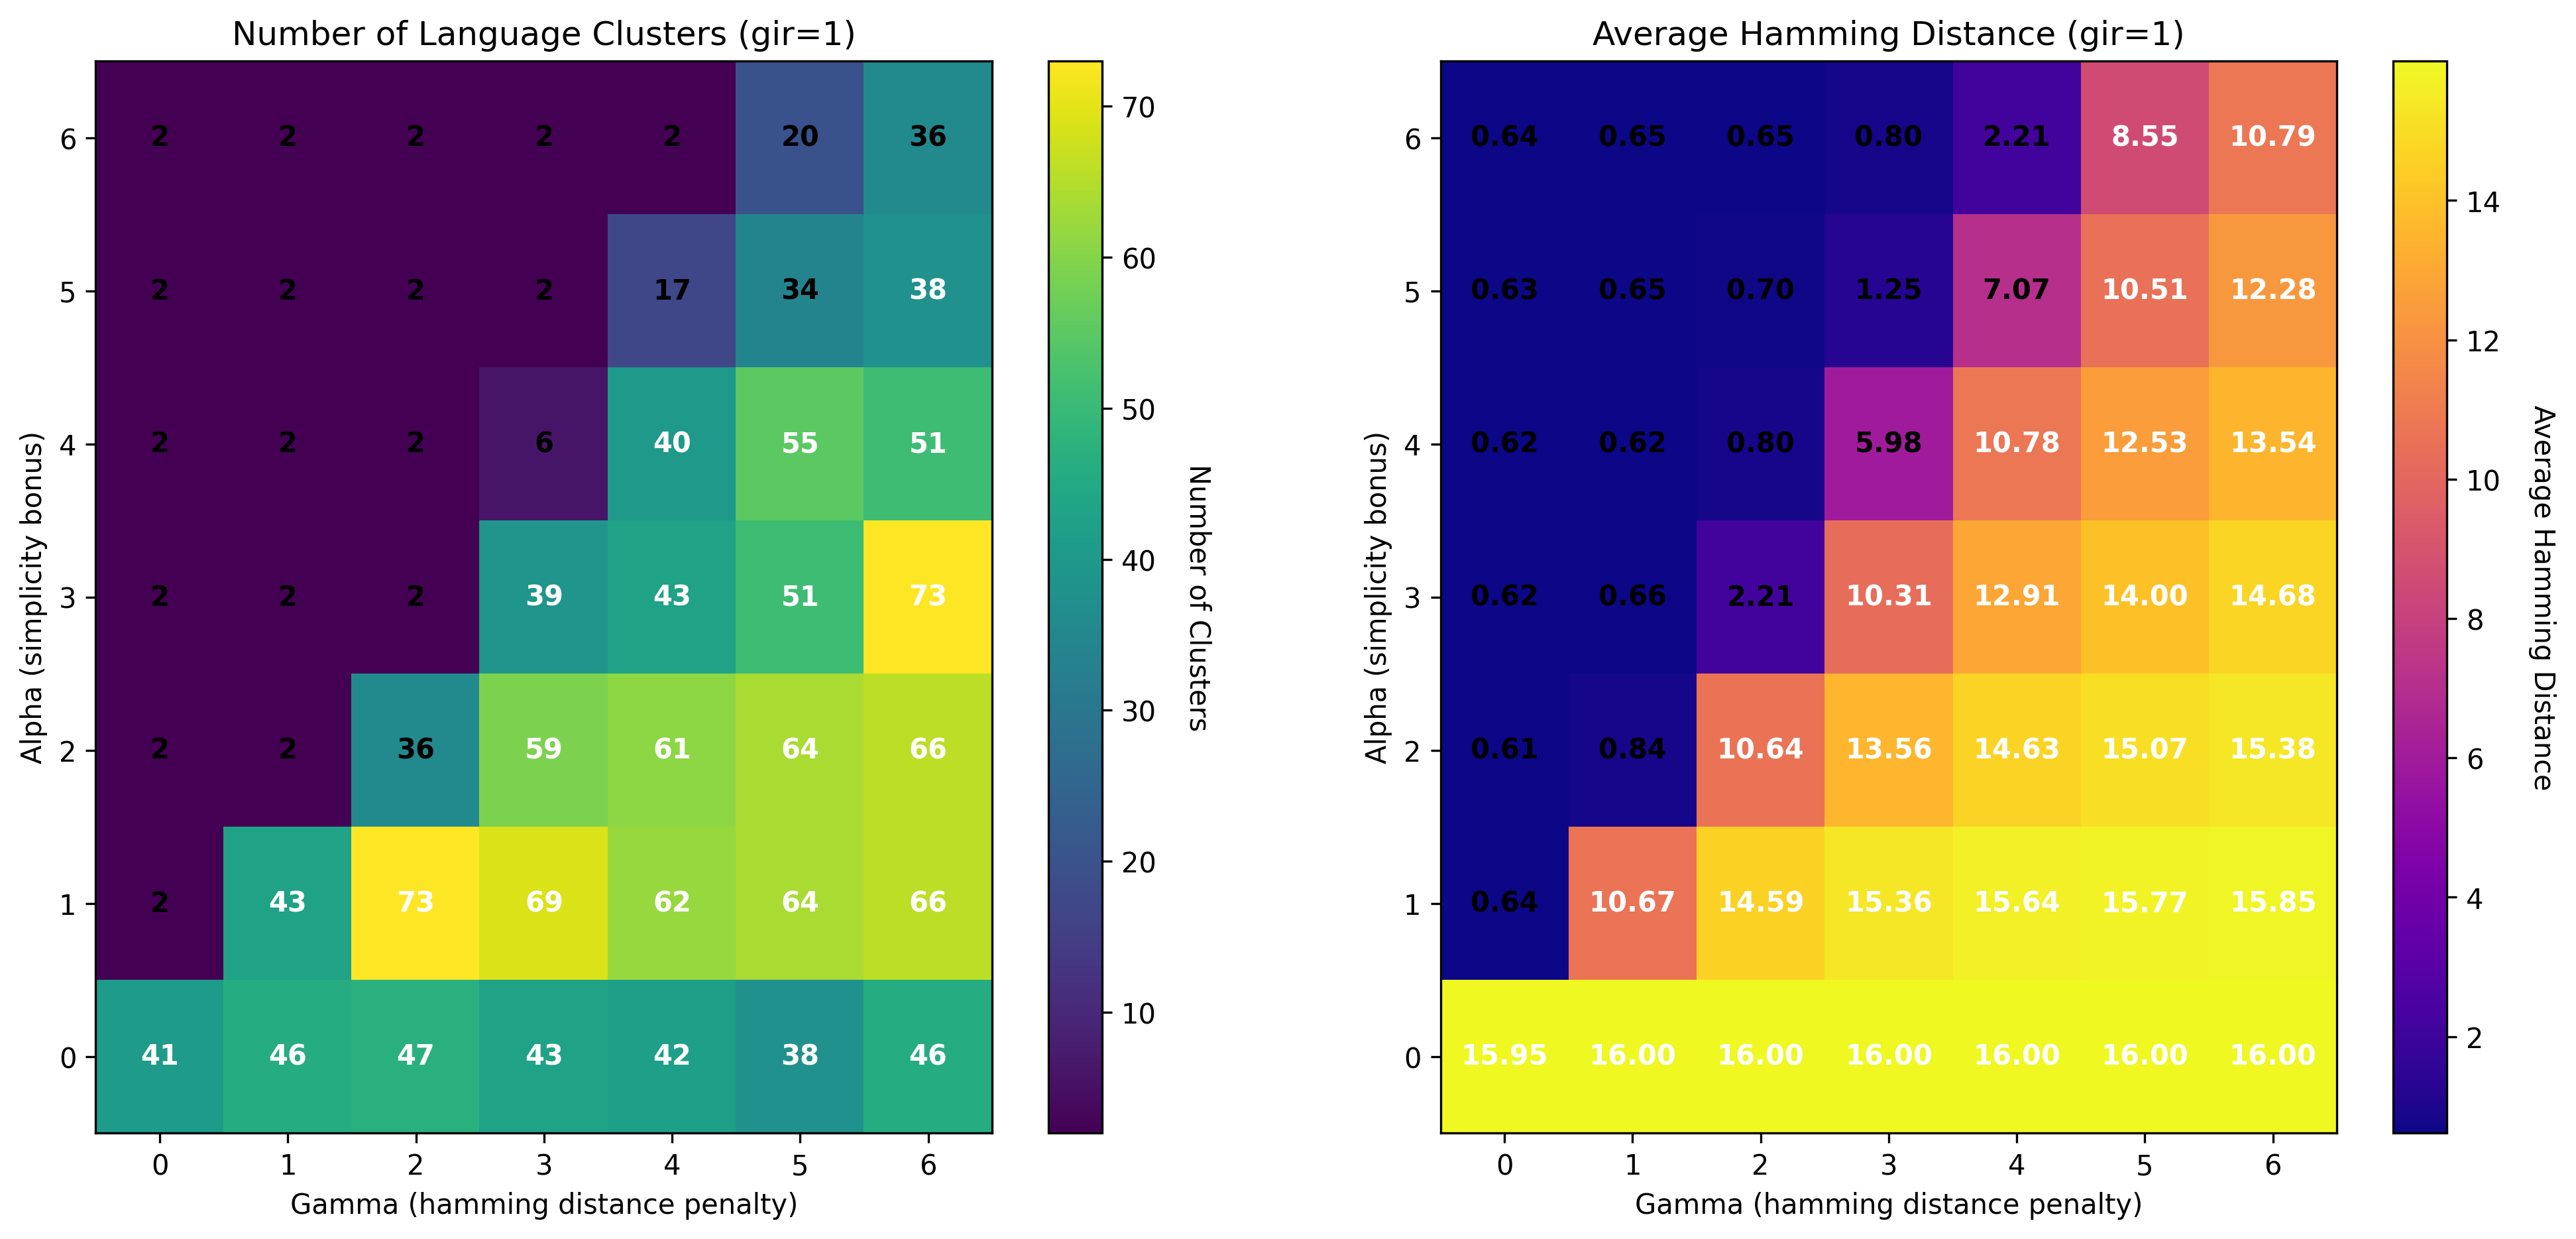 Number of Language Clusters (gir=1)
Alpha (simplicity bonus)
6 2 2 2 2 2 20 36
5 2 2 2 2 17 34 38
4 2 2 2 6 40 55 51
3 2 2 2 39 43 51 73
2 2 2 36 59 61 64 66
1 2 43 73 69 62 64 66
0 41 46 47 43 42 38 46
0 1 2 3 4 5 6
Gamma (hamming distance penalty)
70
60
50
40
30
20
10
Number of Clusters
Average Hamming Distance (gir=1)
Alpha (simplicity bonus)
6 0.64 0.65 0.65 0.80 2.21 8.55 10.79
5 0.63 0.65 0.70 1.25 7.07 10.51 12.28
4 0.62 0.62 0.80 5.98 10.78 12.53 13.54
3 0.62 0.66 2.21 10.31 12.91 14.00 14.68
2 0.61 0.84 10.64 13.56 14.63 15.07 15.38
1 0.64 10.67 14.59 15.36 15.64 15.77 15.85
0 15.95 16.00 16.00 16.00 16.00 16.00 16.00
0 1 2 3 4 5 6
Gamma (hamming distance penalty)
14
12
10
8
6
4
2
Average Hamming Distance